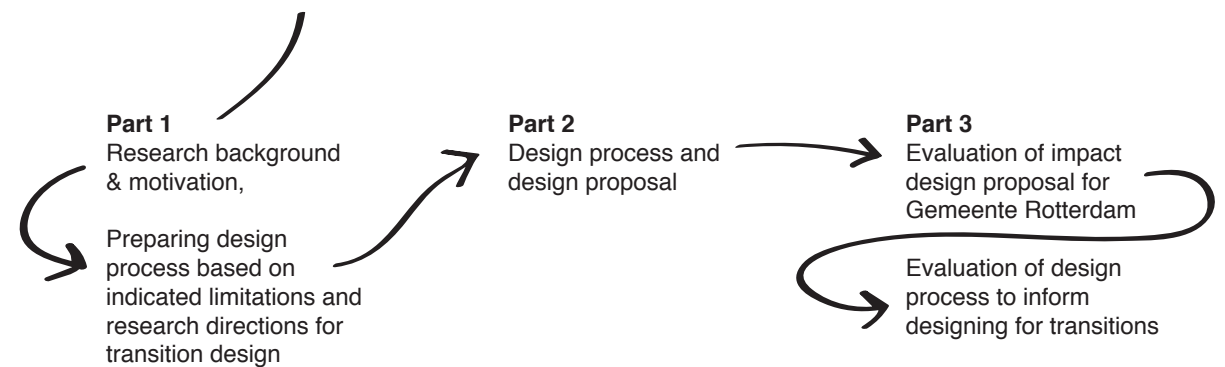 Part 1
Research background
& motivation,
Preparing design
process based on
indicated limitations and
research directions for
transition design
Part 2
Design process and
design proposal
Part 3
Evaluation of impact
design proposal for
Gemeente Rotterdam
Evaluation of design
process to inform
designing for transitions